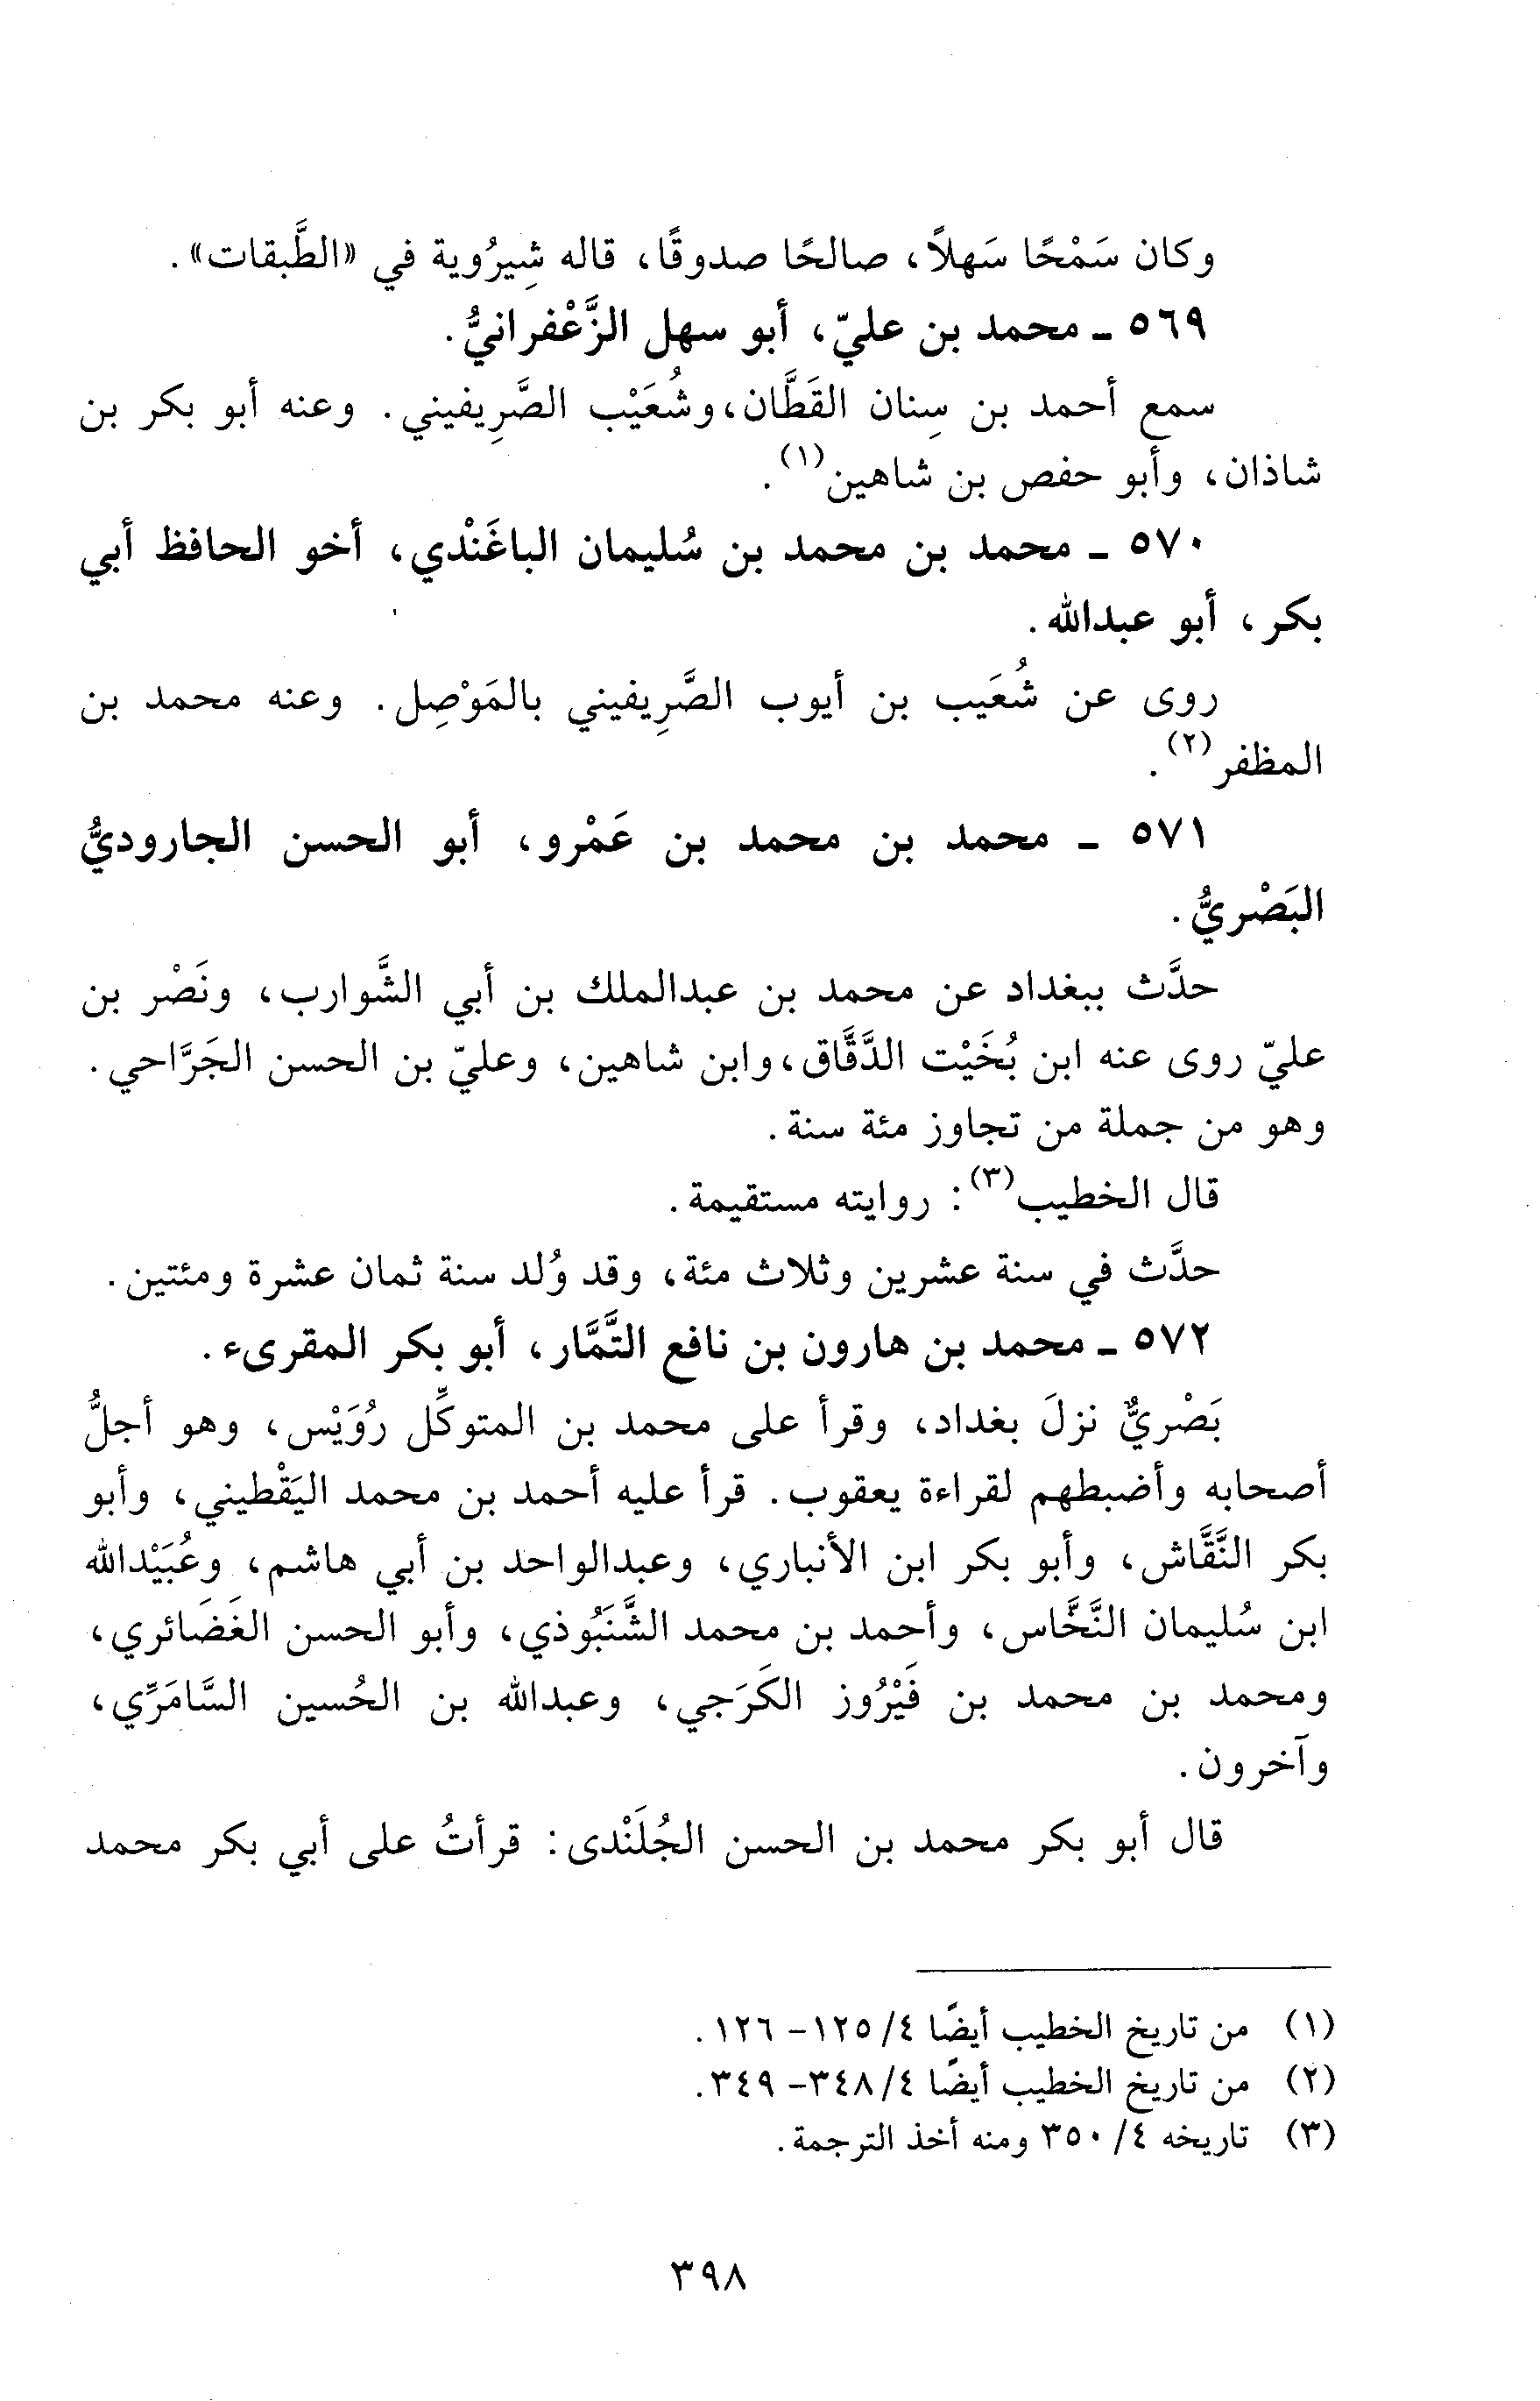 وكان سَمْحًا سَهلاً، صالحًا صدوقًا، قاله شِيرُوية في «الطَّبقات».
٥٦٩ ـ محمد بن عليّ، أبو سهل الزَّعْفرانيُّ.
سمع أحمد بن سِنان القَطَّان، وشُعَيْب الصَّرِيفيني. وعنه أبو بكر بن
شاذان، وأبو حفص بن شاهين(١).
٥٧٠ ـ محمد بن محمد بن سُليمان الباغَنْدي، أخو الحافظ أبي
بكر، أبو عبدالله.
روى عن شُعَيب بن أيوب الصَّرِيفيني بالمَوْصِل. وعنه محمد بن
المظفر(٢).
٥٧١ ـ محمد بن محمد بن عَمْرو، أبو الحسن الجاروديُّ
البَصْريُّ.
حدَّث ببغداد عن محمد بن عبدالملك بن أبي الشَّوارب، ونَصْر بن
عليّ روى عنه ابن بُخَيْت الدَّقَّاق، وابن شاهين، وعليّ بن الحسن الجَرَّاحي.
وهو من جملة من تجاوز مئة سنة.
قال الخطيب(٣): روايته مستقيمة.
حدَّث في سنة عشرين وثلاث مئة، وقد وُلد سنة ثمان عشرة ومئتين.
٥٧٢ ـ محمد بن هارون بن نافع التَّمَّار، أبو بكر المقرىء.
بَصْريٌّ نزلَ بغداد، وقرأ على محمد بن المتوكِّل رُوَيْس، وهو أجلُّ
أصحابه وأضبطهم لقراءة يعقوب. قرأ عليه أحمد بن محمد اليَقْطيني، وأبو
بكر النَّقَّاش، وأبو بكر ابن الأنباري، وعبدالواحد بن أبي هاشم، وعُبَيْدالله
ابن سُليمان النَّخَّاس، وأحمد بن محمد الشَّنَبُوذي، وأبو الحسن الغَضَائري،
ومحمد بن محمد بن فَيْرُوز الكَرَجي، وعبدالله بن الحُسين السَّامَرِّي،
وآخرون.
قال أبو بكر محمد بن الحسن الجُلَنْدى: قرأتُ على أبي بكر محمد
(١) من تاريخ الخطيب أيضًا ٤/ ١٢٥- ١٢٦.
(٢) من تاريخ الخطيب أيضًا ٤/ ٣٤٨- ٣٤٩.
(٣) تاريخه ٤/ ٣٥٠ ومنه أخذ الترجمة.
٣٩٨